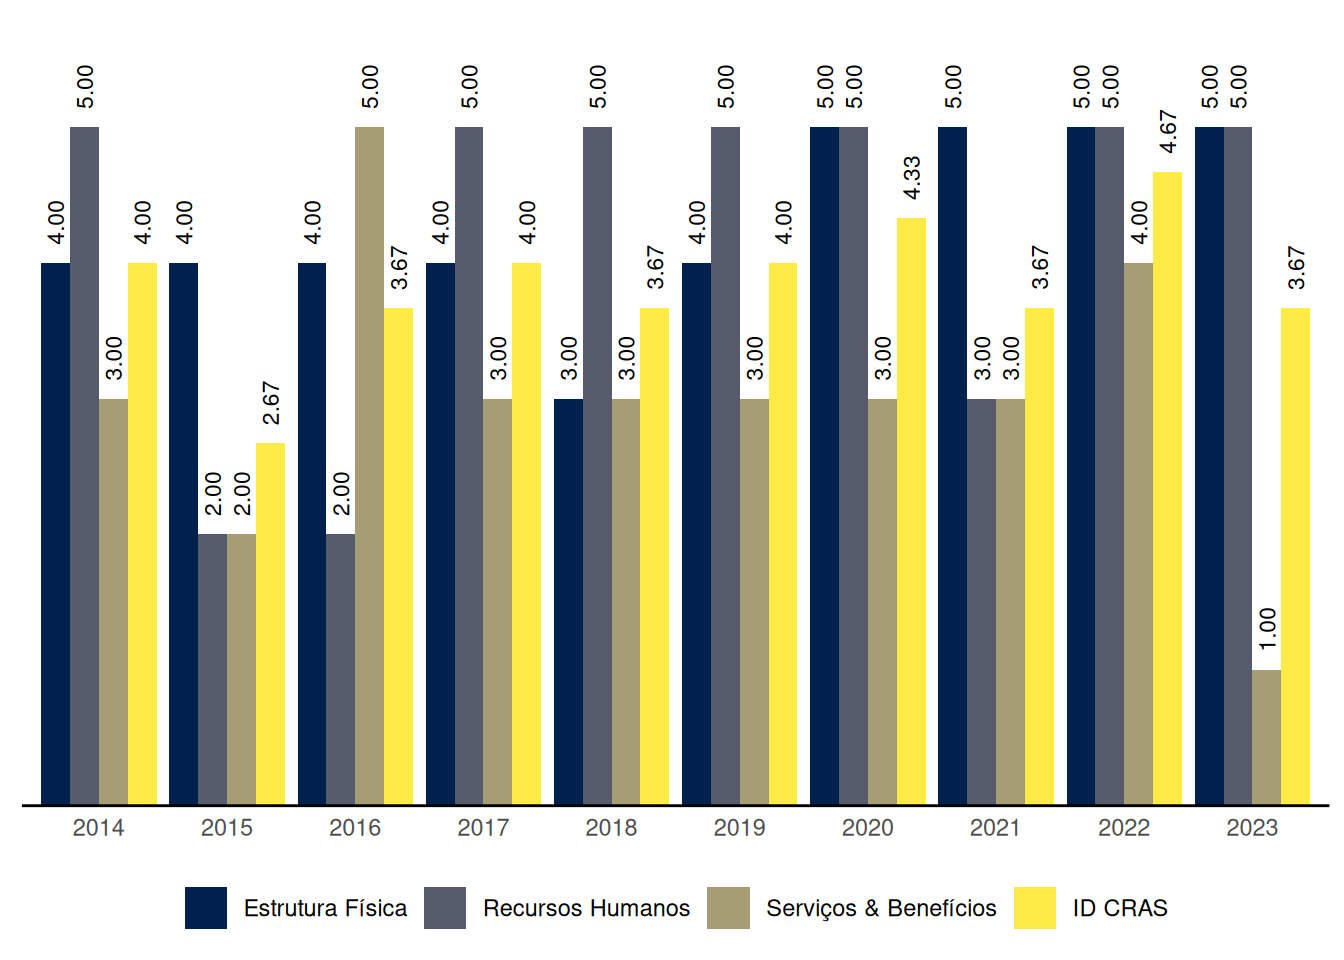 5.00 5.00 5.00 5.00 5.00 5.00 5.00 5.00 5.00 5.00 5.00 5.00
4.67
4.33
4.00 4.00 4.00 4.00 4.00 4.00 4.00 4.00 4.00
3.67 3.67 3.67 3.67
3.00 3.00 3.00 3.00 3.00 3.00 3.00 3.00
2.67
2.00 2.00 2.00
1.00
2014 2015 2016 2017 2018 2019 2020 2021 2022 2023
Estrutura Física Recursos Humanos Serviços & Benefícios ID CRAS